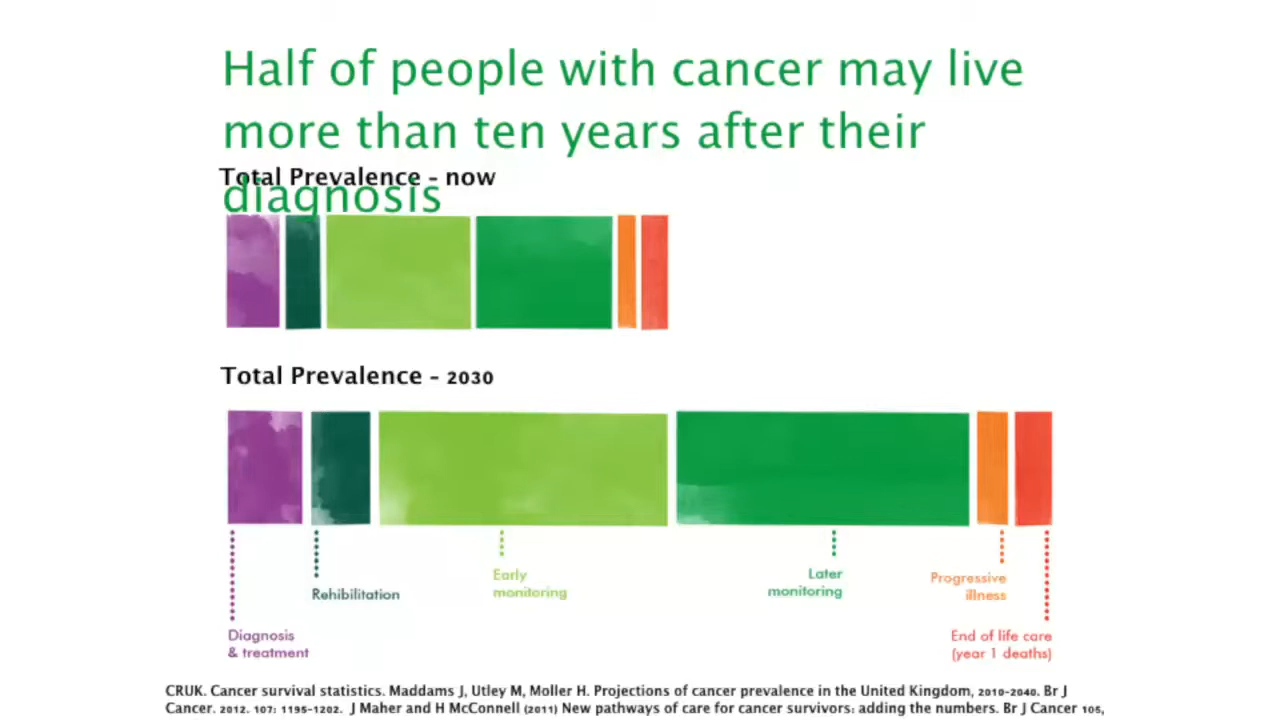 Half of people with cancer may live
more than ten years after their
diagnosis
Total Prevalence – now
Total Prevalence – 2030
Diagnosis
& treatment
Rehibilitation
Early
monitoring
Later
monitoring
Progressive
illness
End of life care
(year 1 deaths)
CRUK. Cancer survival statistics. Maddams J, Utley M, Moller H. Projections of cancer prevalence in the United Kingdom, 2010-2040. Br J
Cancer. 2012. 107: 1195-1202. J Maher and H McConnell (2011) New pathways of care for cancer survivors: adding the numbers. Br J Cancer 105,